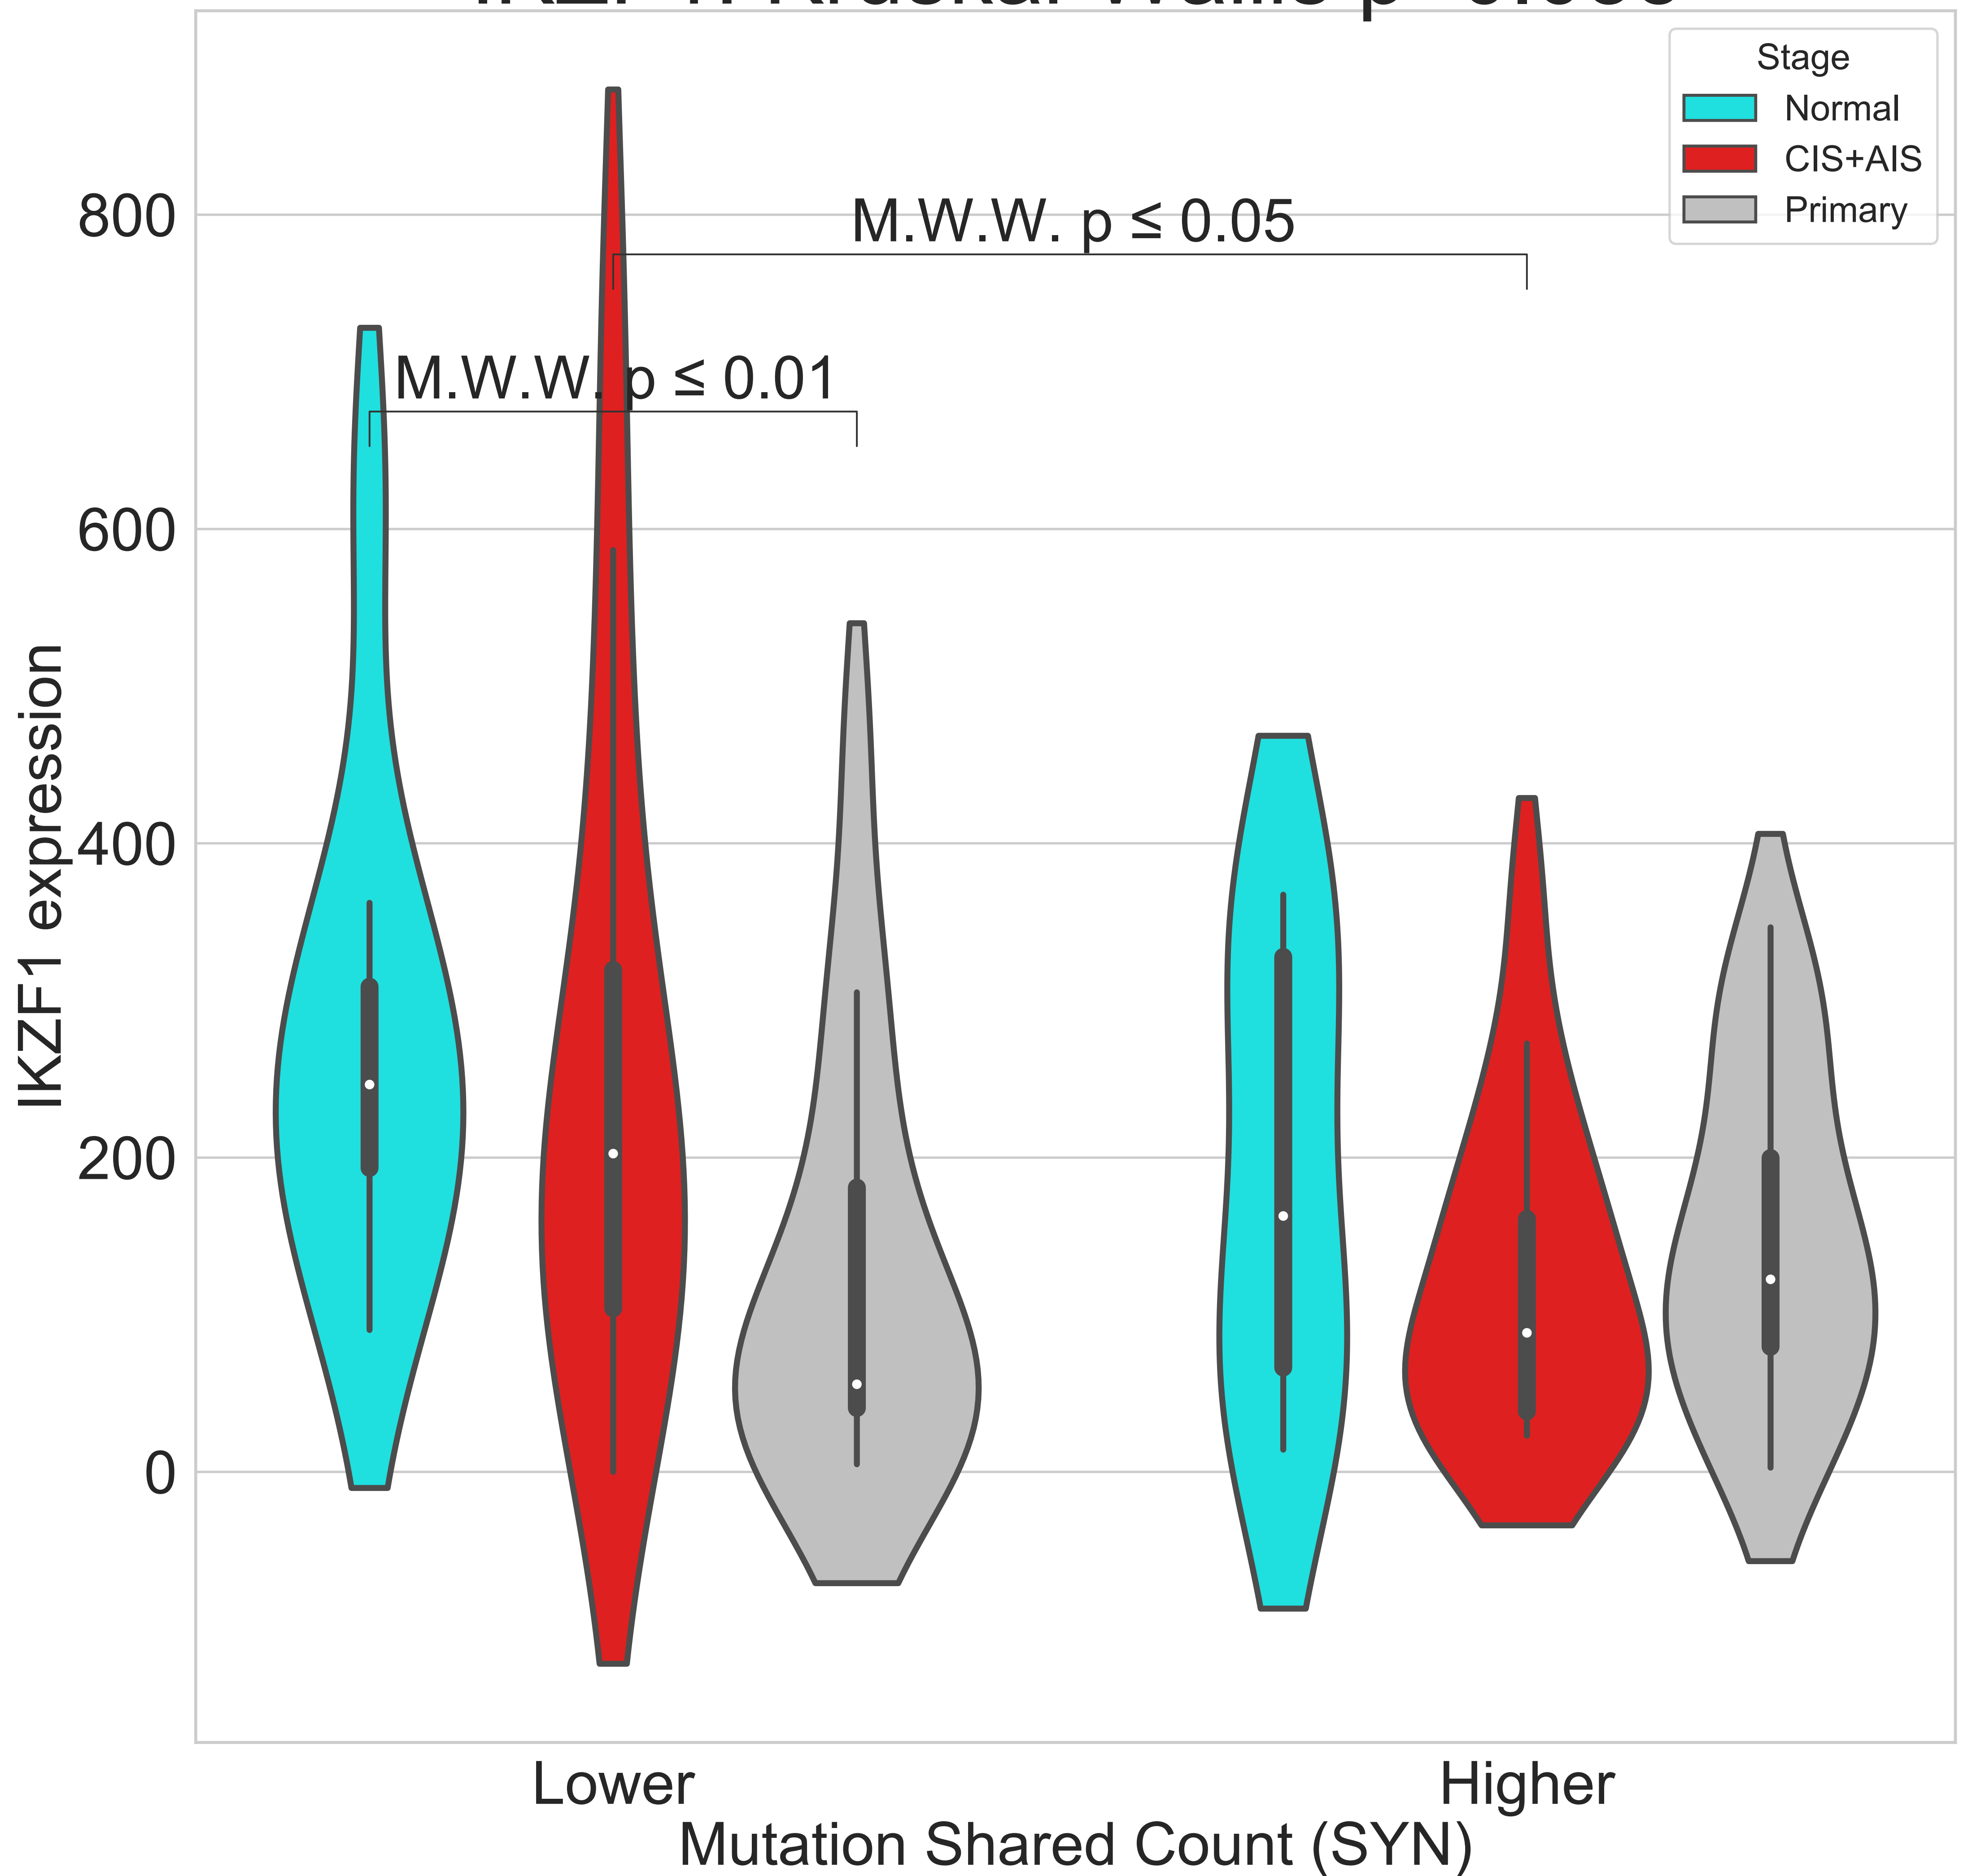 Stage
Normal
CIS+AIS
Primary
M.W.W. p ≤ 0.05
M.W.W. p ≤ 0.01
800
600
400
200
0
IKZF1 expression
Lower
Higher
Mutation Shared Count (SYN)